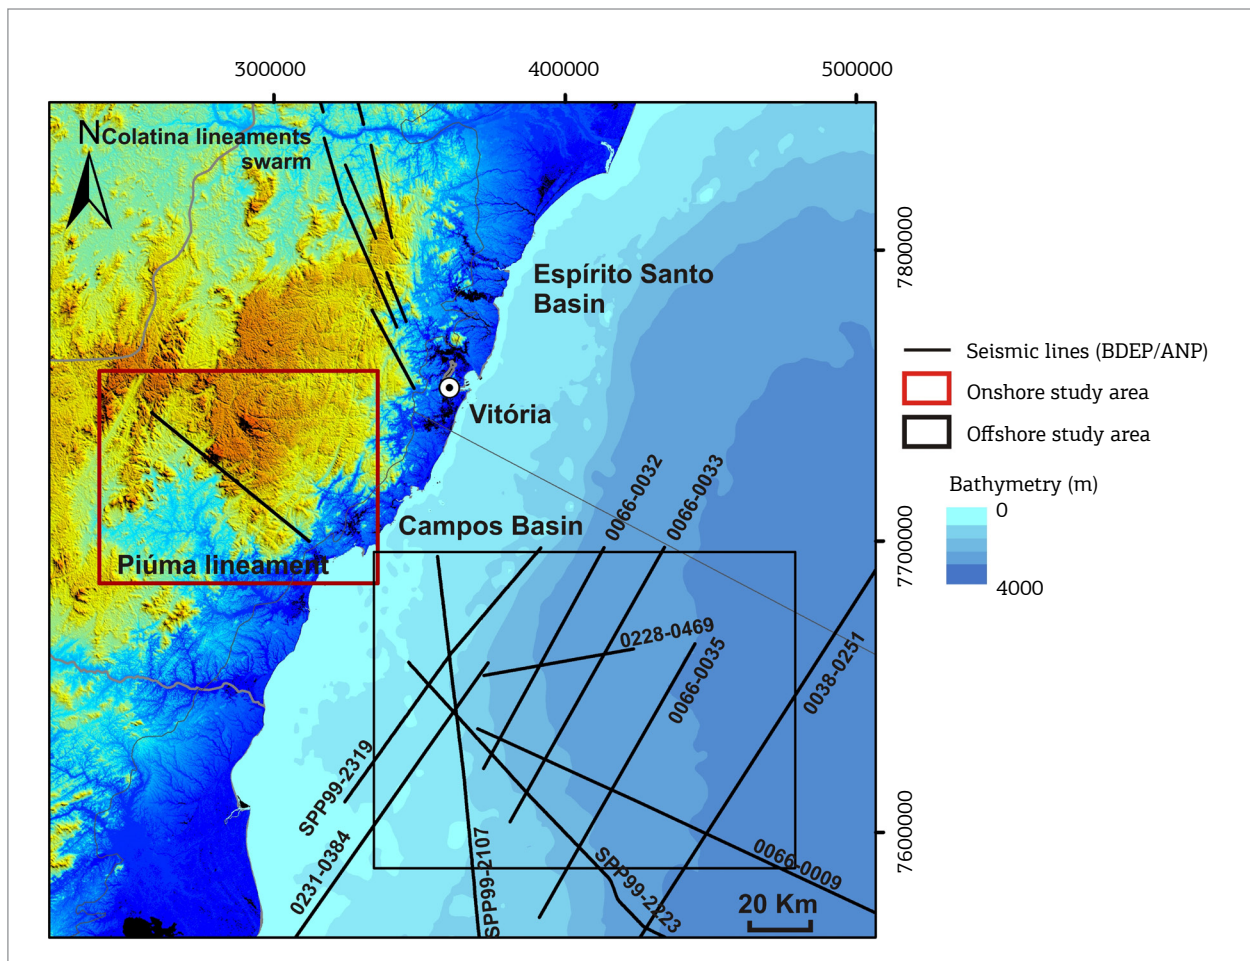 300000
400000
500000
N
Colatina lineaments
swarm
7800000
Espírito Santo
Basin
Vitória
Seismic lines (BDEP/ANP)
Onshore study area
Offshore study area
Bathymetry (m)
0
4000
0066-0032
0066-0033
Campos Basin
7700000
Piúma lineament
0228-0469
0066-0035
0038-0251
SPP99-2319
0231-0384
SPP99-2107
SPP99-2223
0066-0009
7600000
20 Km